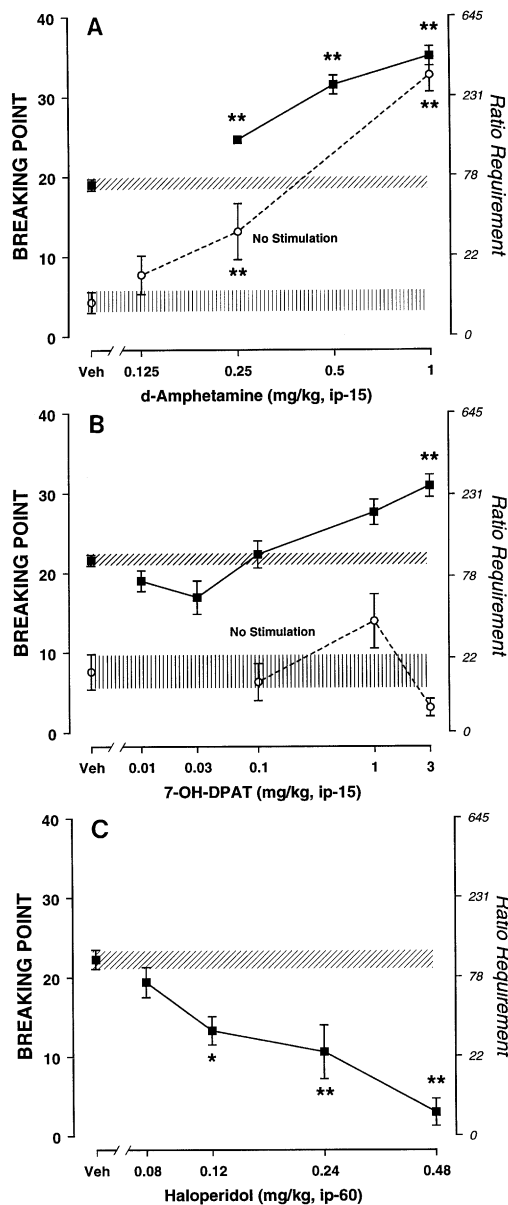 A
BREAKING POINT
40
30
20
10
0
645
231
78
22
0
Ratio Requirement
**
**
**
**
**
No Stimulation
Veh 0.125 0.25 0.5 1
d-Amphetamine (mg/kg, ip-15)
B
BREAKING POINT
40
30
20
10
0
645
231
78
22
0
Ratio Requirement
**
No Stimulation
Veh 0.01 0.03 0.1 1 3
7-OH-DPAT (mg/kg, ip-15)
C
BREAKING POINT
40
30
20
10
0
645
231
78
22
0
Ratio Requirement
*
**
**
Veh 0.08 0.12 0.24 0.48
Haloperidol (mg/kg, ip-60)